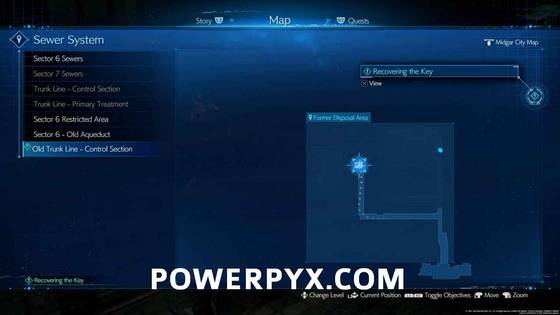 Story
Map
Quests
Sewer System
Midgar City Map
Sector 6 Sewers
Sector 7 Sewers
Trunk Line - Control Section
Trunk Line - Primary Treatment
Sector 6 Restricted Area
Sector 6 - Old Aqueduct
Old Trunk Line - Control Section
Recovering the Key
View
Former Disposal Area
Recovering the Key
POWERPYX.COM
Change Level
Current Position
Toggle Objectives
Move
Zoom